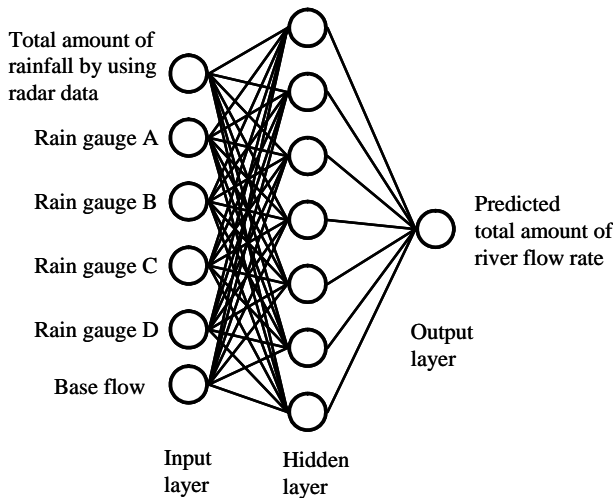 Total amount of
rainfall by using
radar data
Rain gauge A
Rain gauge B
Rain gauge C
Rain gauge D
Base flow
Input
layer
Hidden
layer
Output
layer
Predicted
total amount of
river flow rate